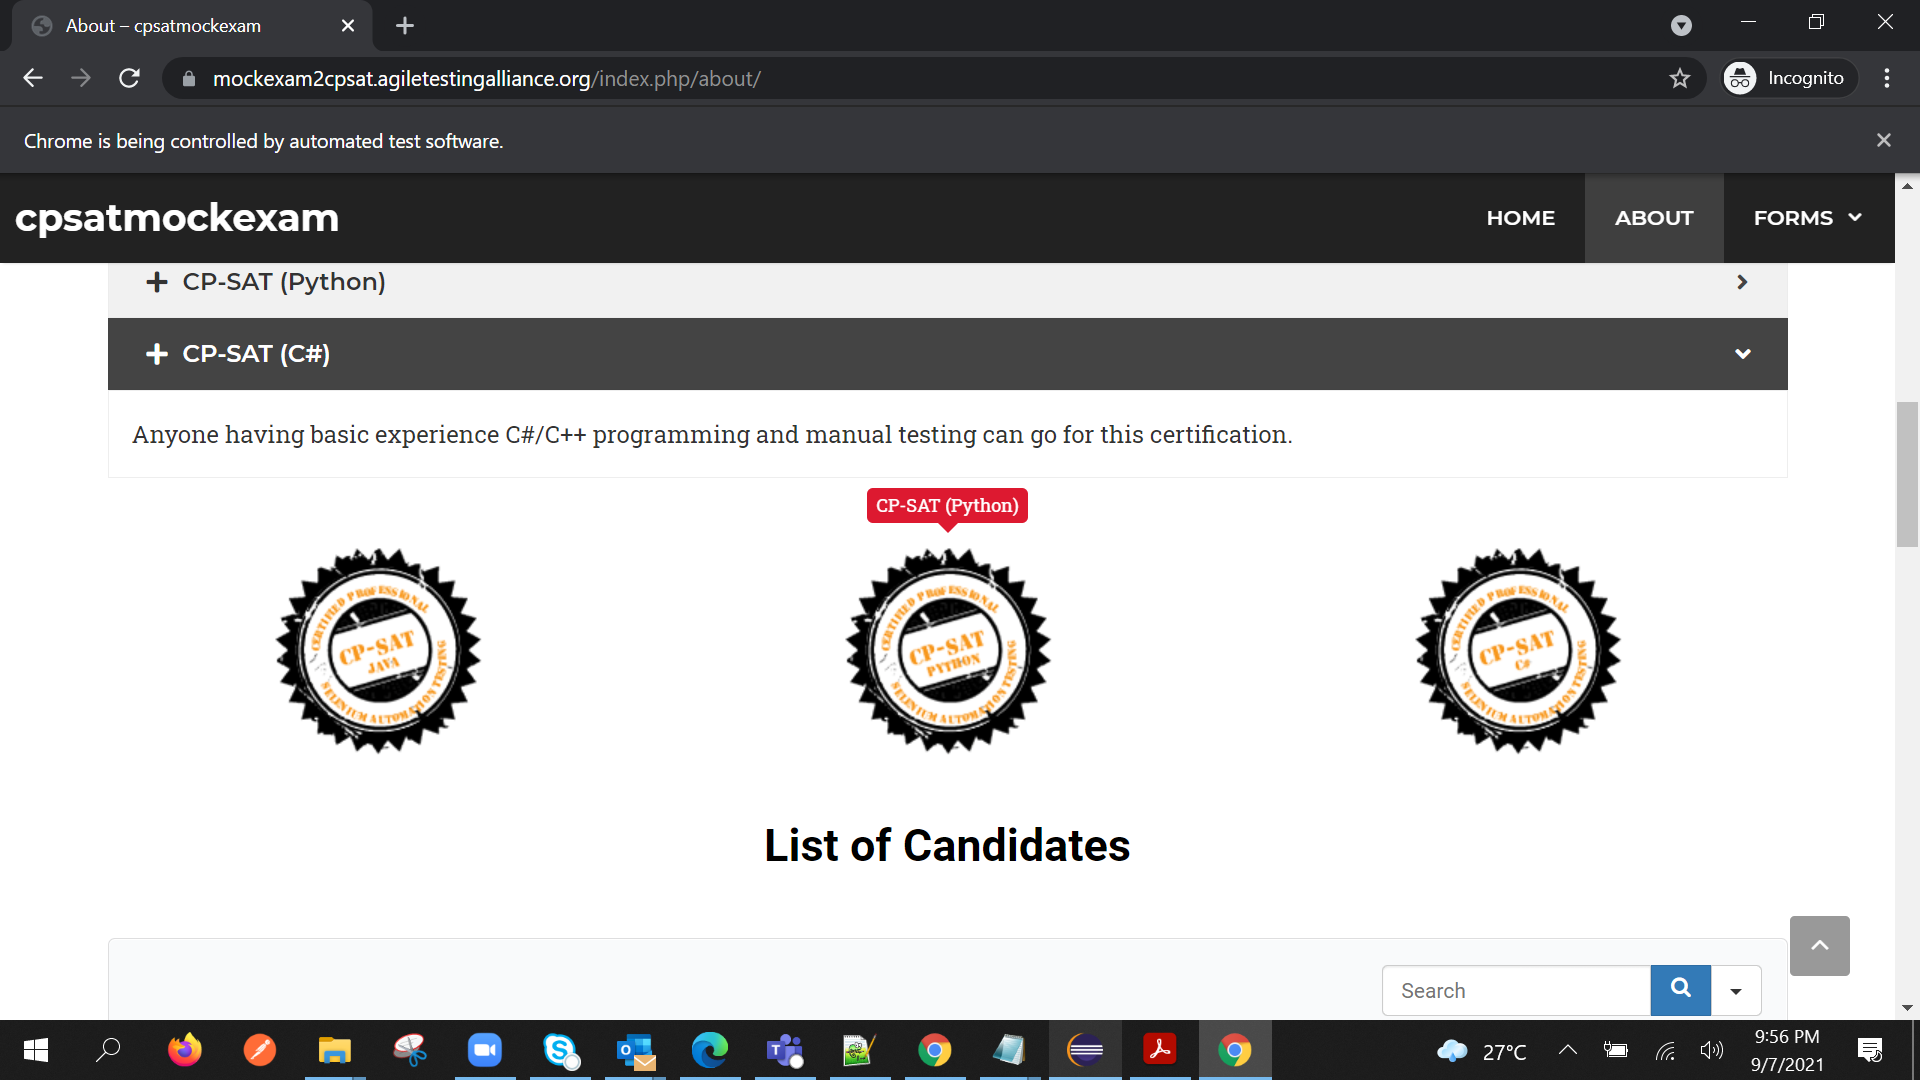 About – cpsatmockexam
mockexam2cpsat.agiletestingalliance.org/index.php/about/
Incognito
Chrome is being controlled by automated test software.
cpsatmockexam
HOME
ABOUT
FORMS
CP-SAT (Python)
CP-SAT (C#)
Anyone having basic experience C#/C++ programming and manual testing can go for this certification.
CP-SAT (Python)
CERTIFIED PROFESSIONAL
CP-SAT
JAVA
SELENIUM AUTOMATION TESTING
CERTIFIED PROFESSIONAL
CP-SAT
PYTHON
SELENIUM AUTOMATION TESTING
CERTIFIED PROFESSIONAL
CP-SAT
C#
SELENIUM AUTOMATION TESTING
List of Candidates
Search
27°C
9:56 PM
9/7/2021